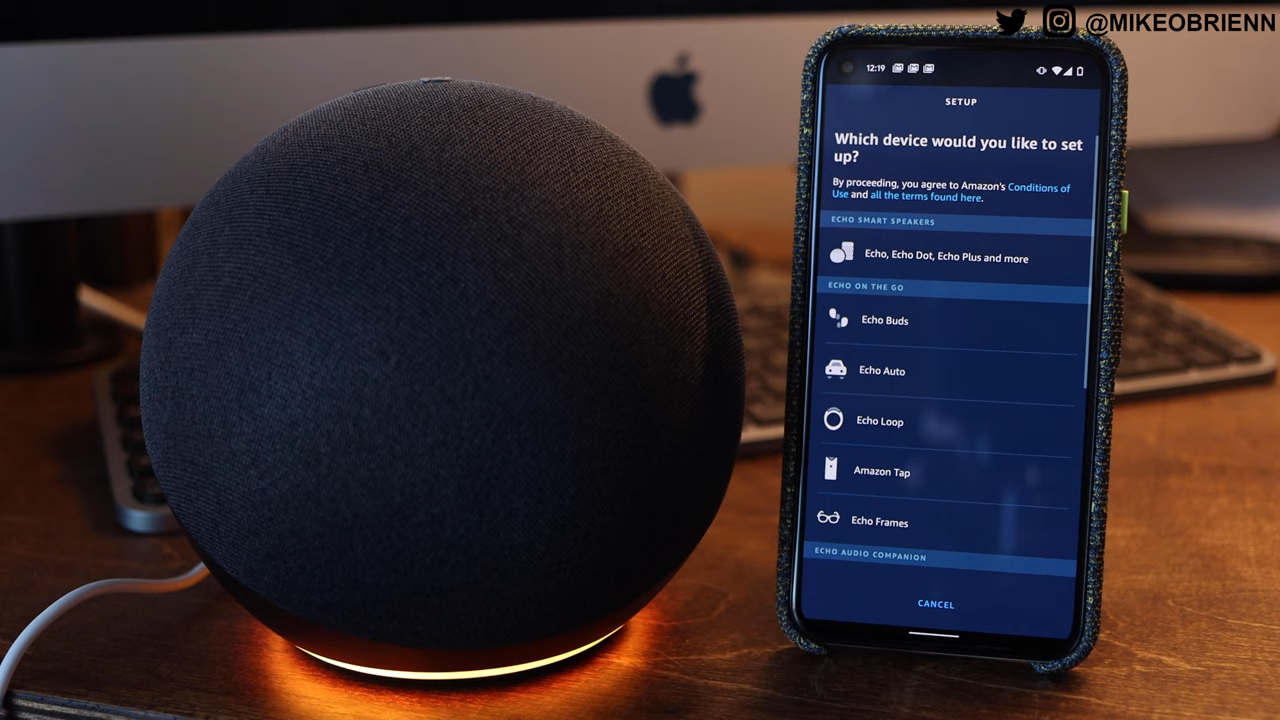 @MIKEOBRIENN
12:19
SETUP
Which device would you like to set
up?
By proceeding, you agree to Amazon's Conditions of
Use and all the terms found here.
ECHO SMART SPEAKERS
Echo, Echo Dot, Echo Plus and more
ECHO ON THE GO
Echo Buds
Echo Auto
Echo Loop
Amazon Tap
Echo Frames
ECHO AUDIO COMPANION
CANCEL